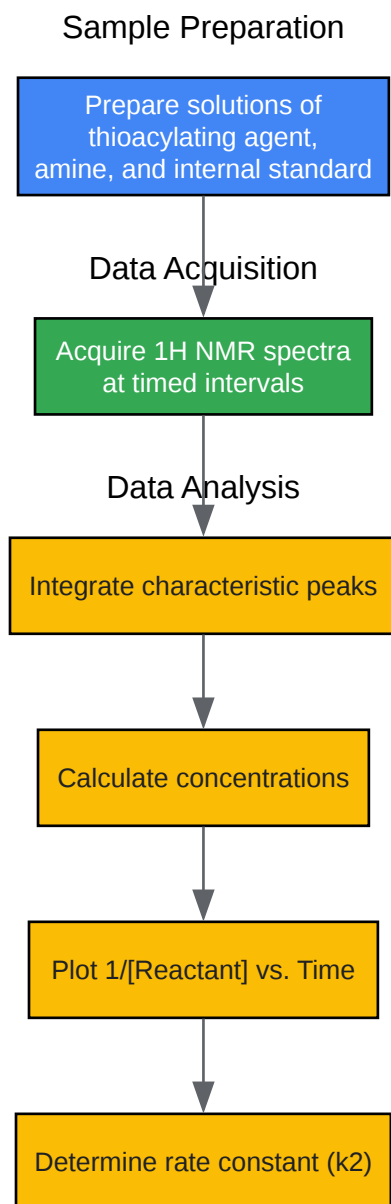 Sample Preparation
Prepare solutions of
thioacylating agent,
amine, and internal standard
Data Acquisition
Acquire 1H NMR spectra
at timed intervals
Data Analysis
Integrate characteristic peaks
Calculate concentrations
Plot 1/[Reactant] vs. Time
Determine rate constant (k2)